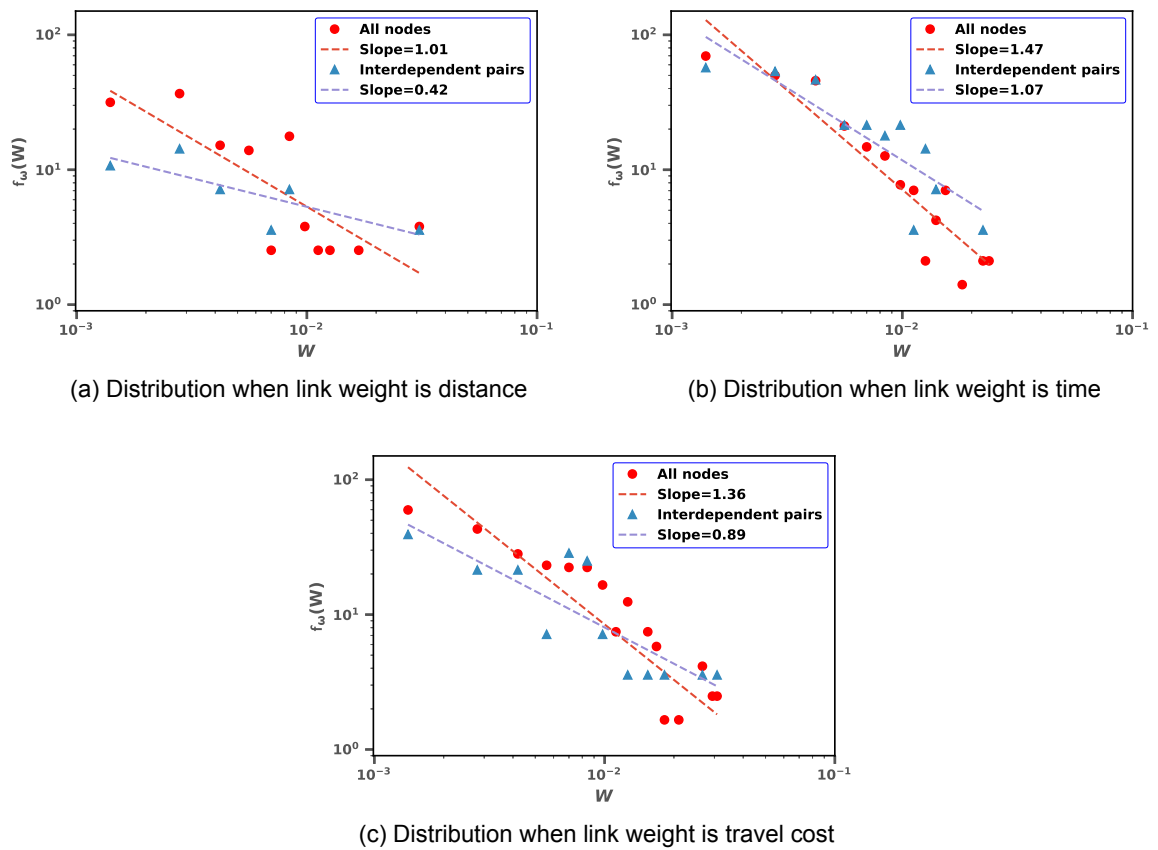 All nodes
Slope=1.01
Interdependent pairs
Slope=0.42
10²
10¹
10⁰
f_ω(W)
10⁻³
10⁻²
10⁻¹
W
(a) Distribution when link weight is distance
All nodes
Slope=1.47
Interdependent pairs
Slope=1.07
10²
10¹
10⁰
f_ω(W)
10⁻³
10⁻²
10⁻¹
W
(b) Distribution when link weight is time
All nodes
Slope=1.36
Interdependent pairs
Slope=0.89
10²
10¹
10⁰
f_ω(W)
10⁻³
10⁻²
10⁻¹
W
(c) Distribution when link weight is travel cost